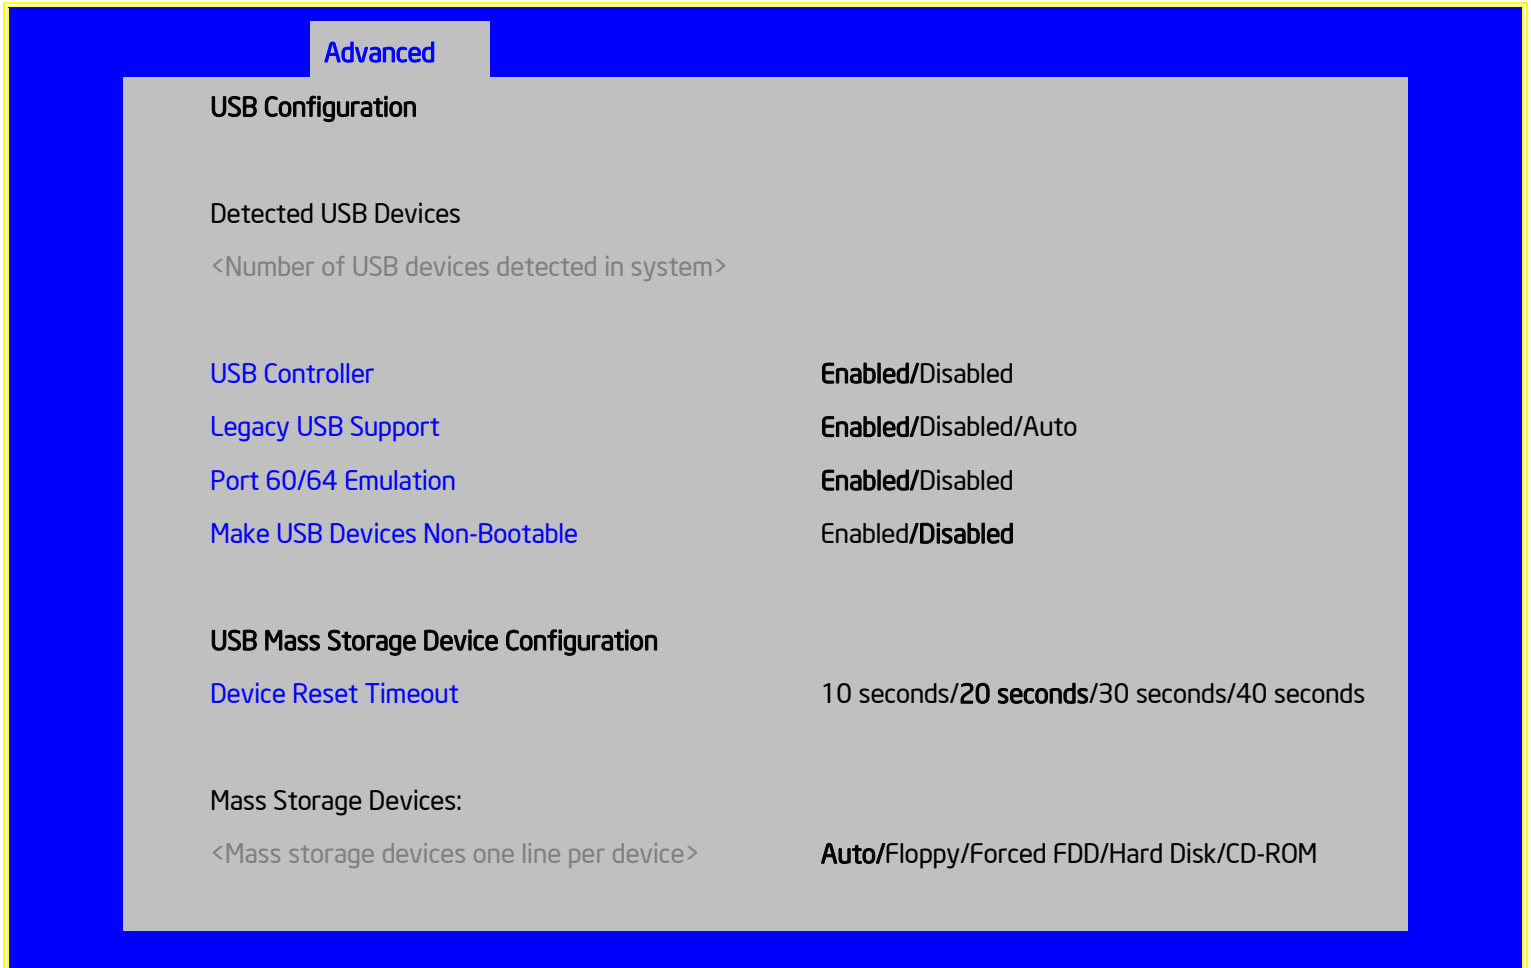 Advanced
USB Configuration
Detected USB Devices
<Number of USB devices detected in system>
USB Controller Enabled/Disabled
Legacy USB Support Enabled/Disabled/Auto
Port 60/64 Emulation Enabled/Disabled
Make USB Devices Non-Bootable Enabled/Disabled
USB Mass Storage Device Configuration
Device Reset Timeout 10 seconds/20 seconds/30 seconds/40 seconds
Mass Storage Devices:
<Mass storage devices one line per device> Auto/Floppy/Forced FDD/Hard Disk/CD-ROM